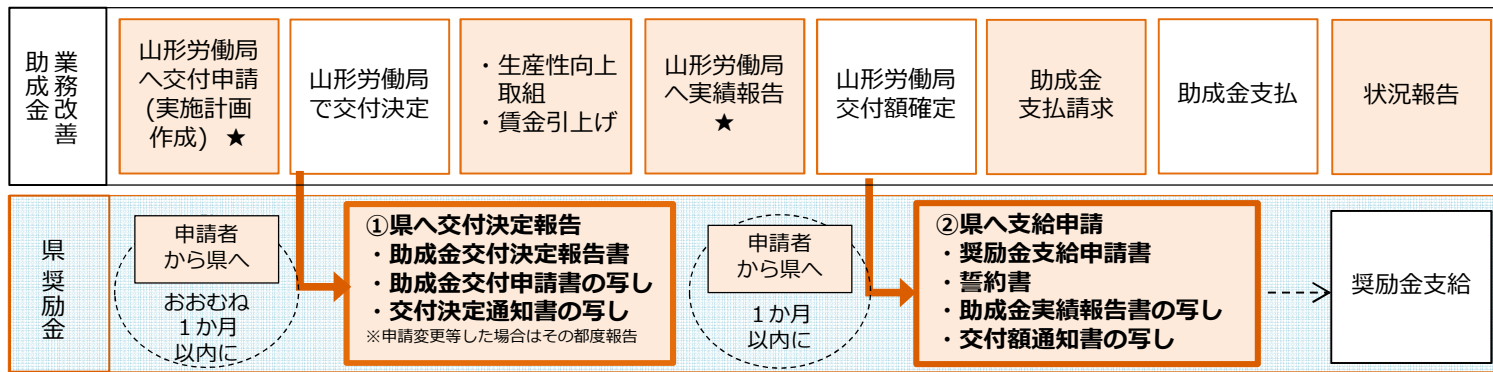 業務改善
助成金
山形労働局
へ交付申請
(実施計画
作成) ★
山形労働局
で交付決定
・生産性向上
取組
・賃金引上げ
山形労働局
へ実績報告
★
山形労働局
交付額確定
助成金
支払請求
助成金支払
状況報告
県奨励金
申請者
から県へ
おおむね
１か月
以内に
①県へ交付決定報告
・助成金交付決定報告書
・助成金交付申請書の写し
・交付決定通知書の写し
※申請変更等した場合はその都度報告
申請者
から県へ
１か月
以内に
②県へ支給申請
・奨励金支給申請書
・誓約書
・助成金実績報告書の写し
・交付額通知書の写し
奨励金支給